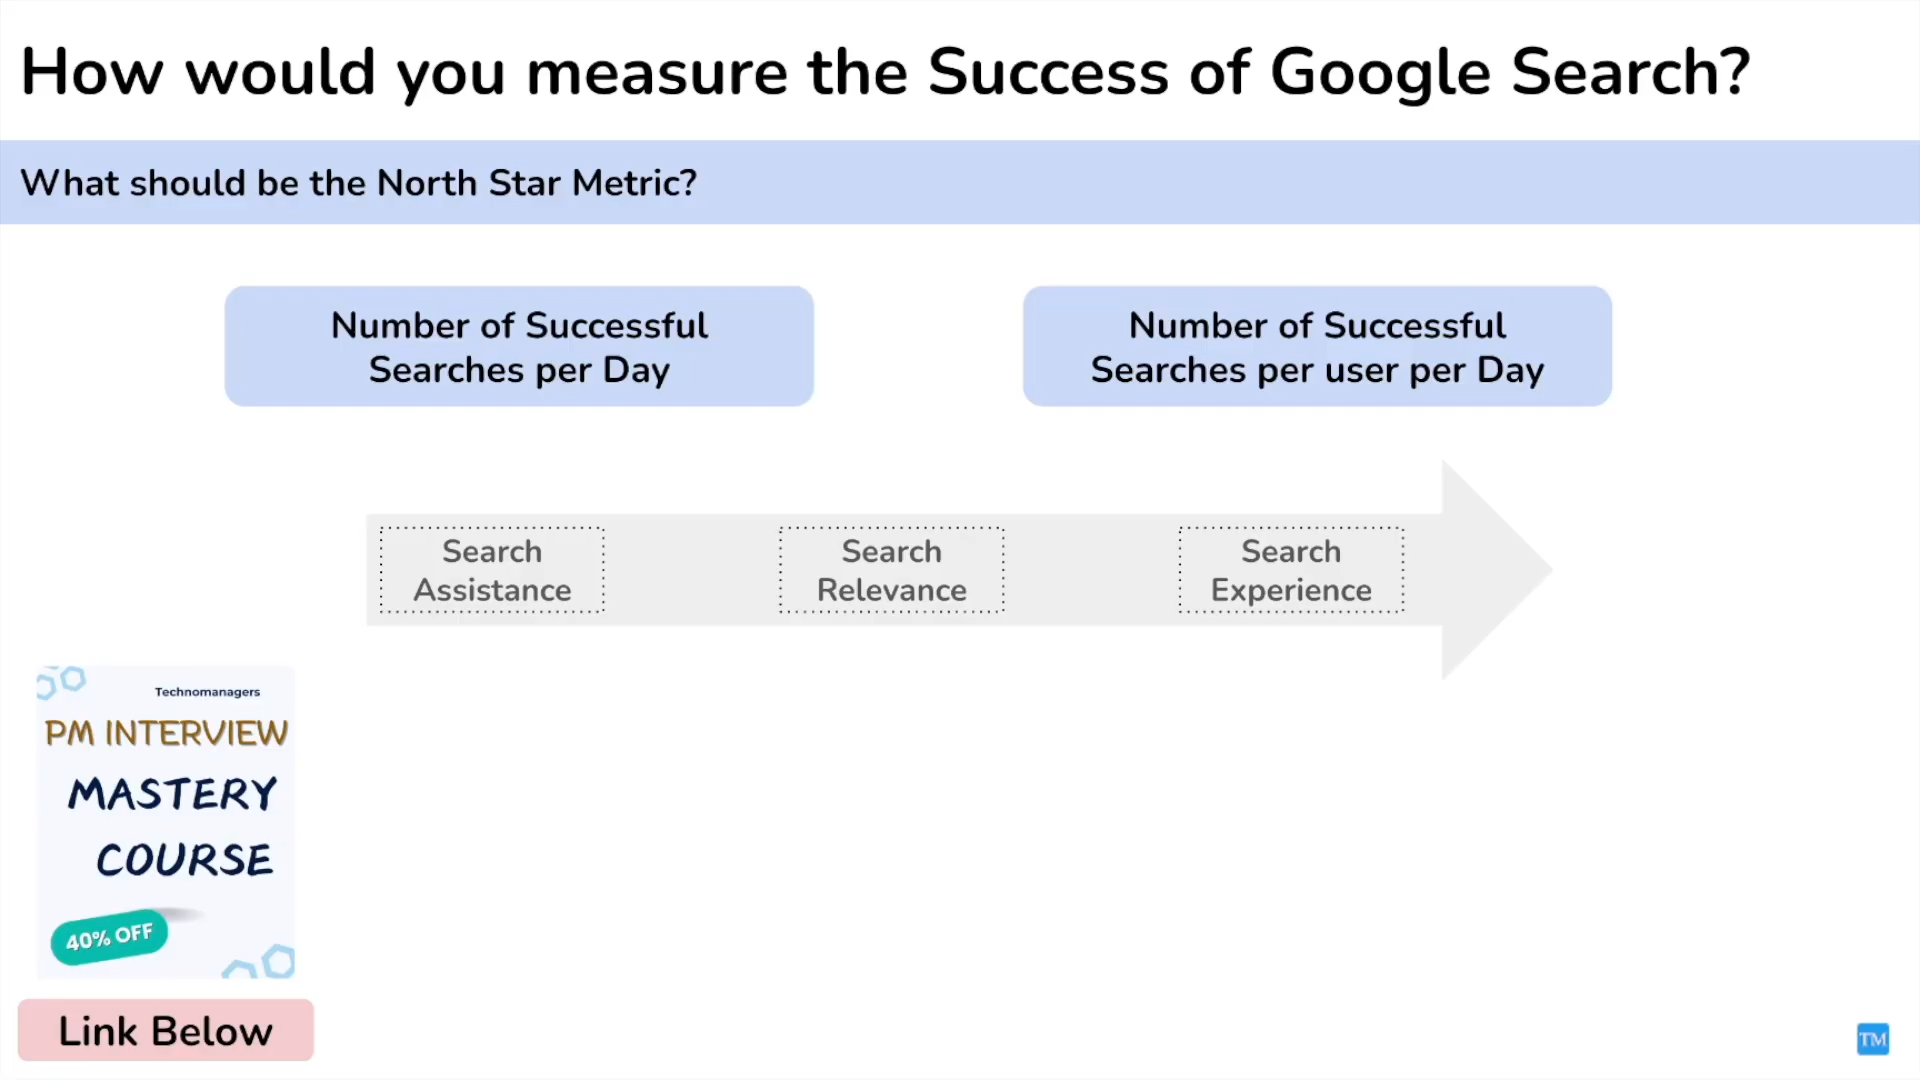 How would you measure the Success of Google Search?
What should be the North Star Metric?
Number of Successful
Searches per Day
Number of Successful
Searches per user per Day
Search
Assistance
Search
Relevance
Search
Experience
Technomanagers
PM INTERVIEW
MASTERY
COURSE
40% OFF
Link Below
TM